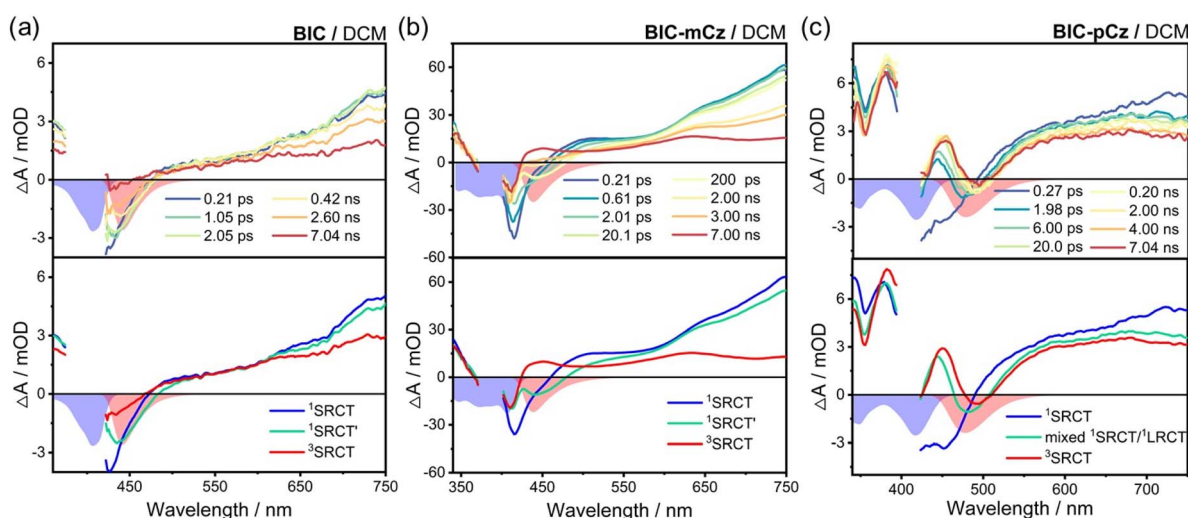 (a) BIC / DCM
6
3
0
-3
0.21 ps 0.42 ns
1.05 ps 2.60 ns
2.05 ps 7.04 ns
6
3
0
-3
¹SRCT
¹SRCT'
³SRCT
450 550 650 750
Wavelength / nm
△A / mOD
△A / mOD
(b) BIC-mCz / DCM
60
30
0
-30
-60
0.21 ps 200 ps
0.61 ps 2.00 ns
2.01 ps 3.00 ns
20.1 ps 7.00 ns
60
30
0
-30
-60
¹SRCT
¹SRCT'
³SRCT
350 450 550 650 750
Wavelength / nm
△A / mOD
△A / mOD
(c) BIC-pCz / DCM
6
3
0
-3
0.27 ps 0.20 ns
1.98 ps 2.00 ns
6.00 ps 4.00 ns
20.0 ps 7.04 ns
6
3
0
-3
¹SRCT
mixed ¹SRCT/¹LRCT
³SRCT
400 500 600 700
Wavelength / nm
△A / mOD
△A / mOD